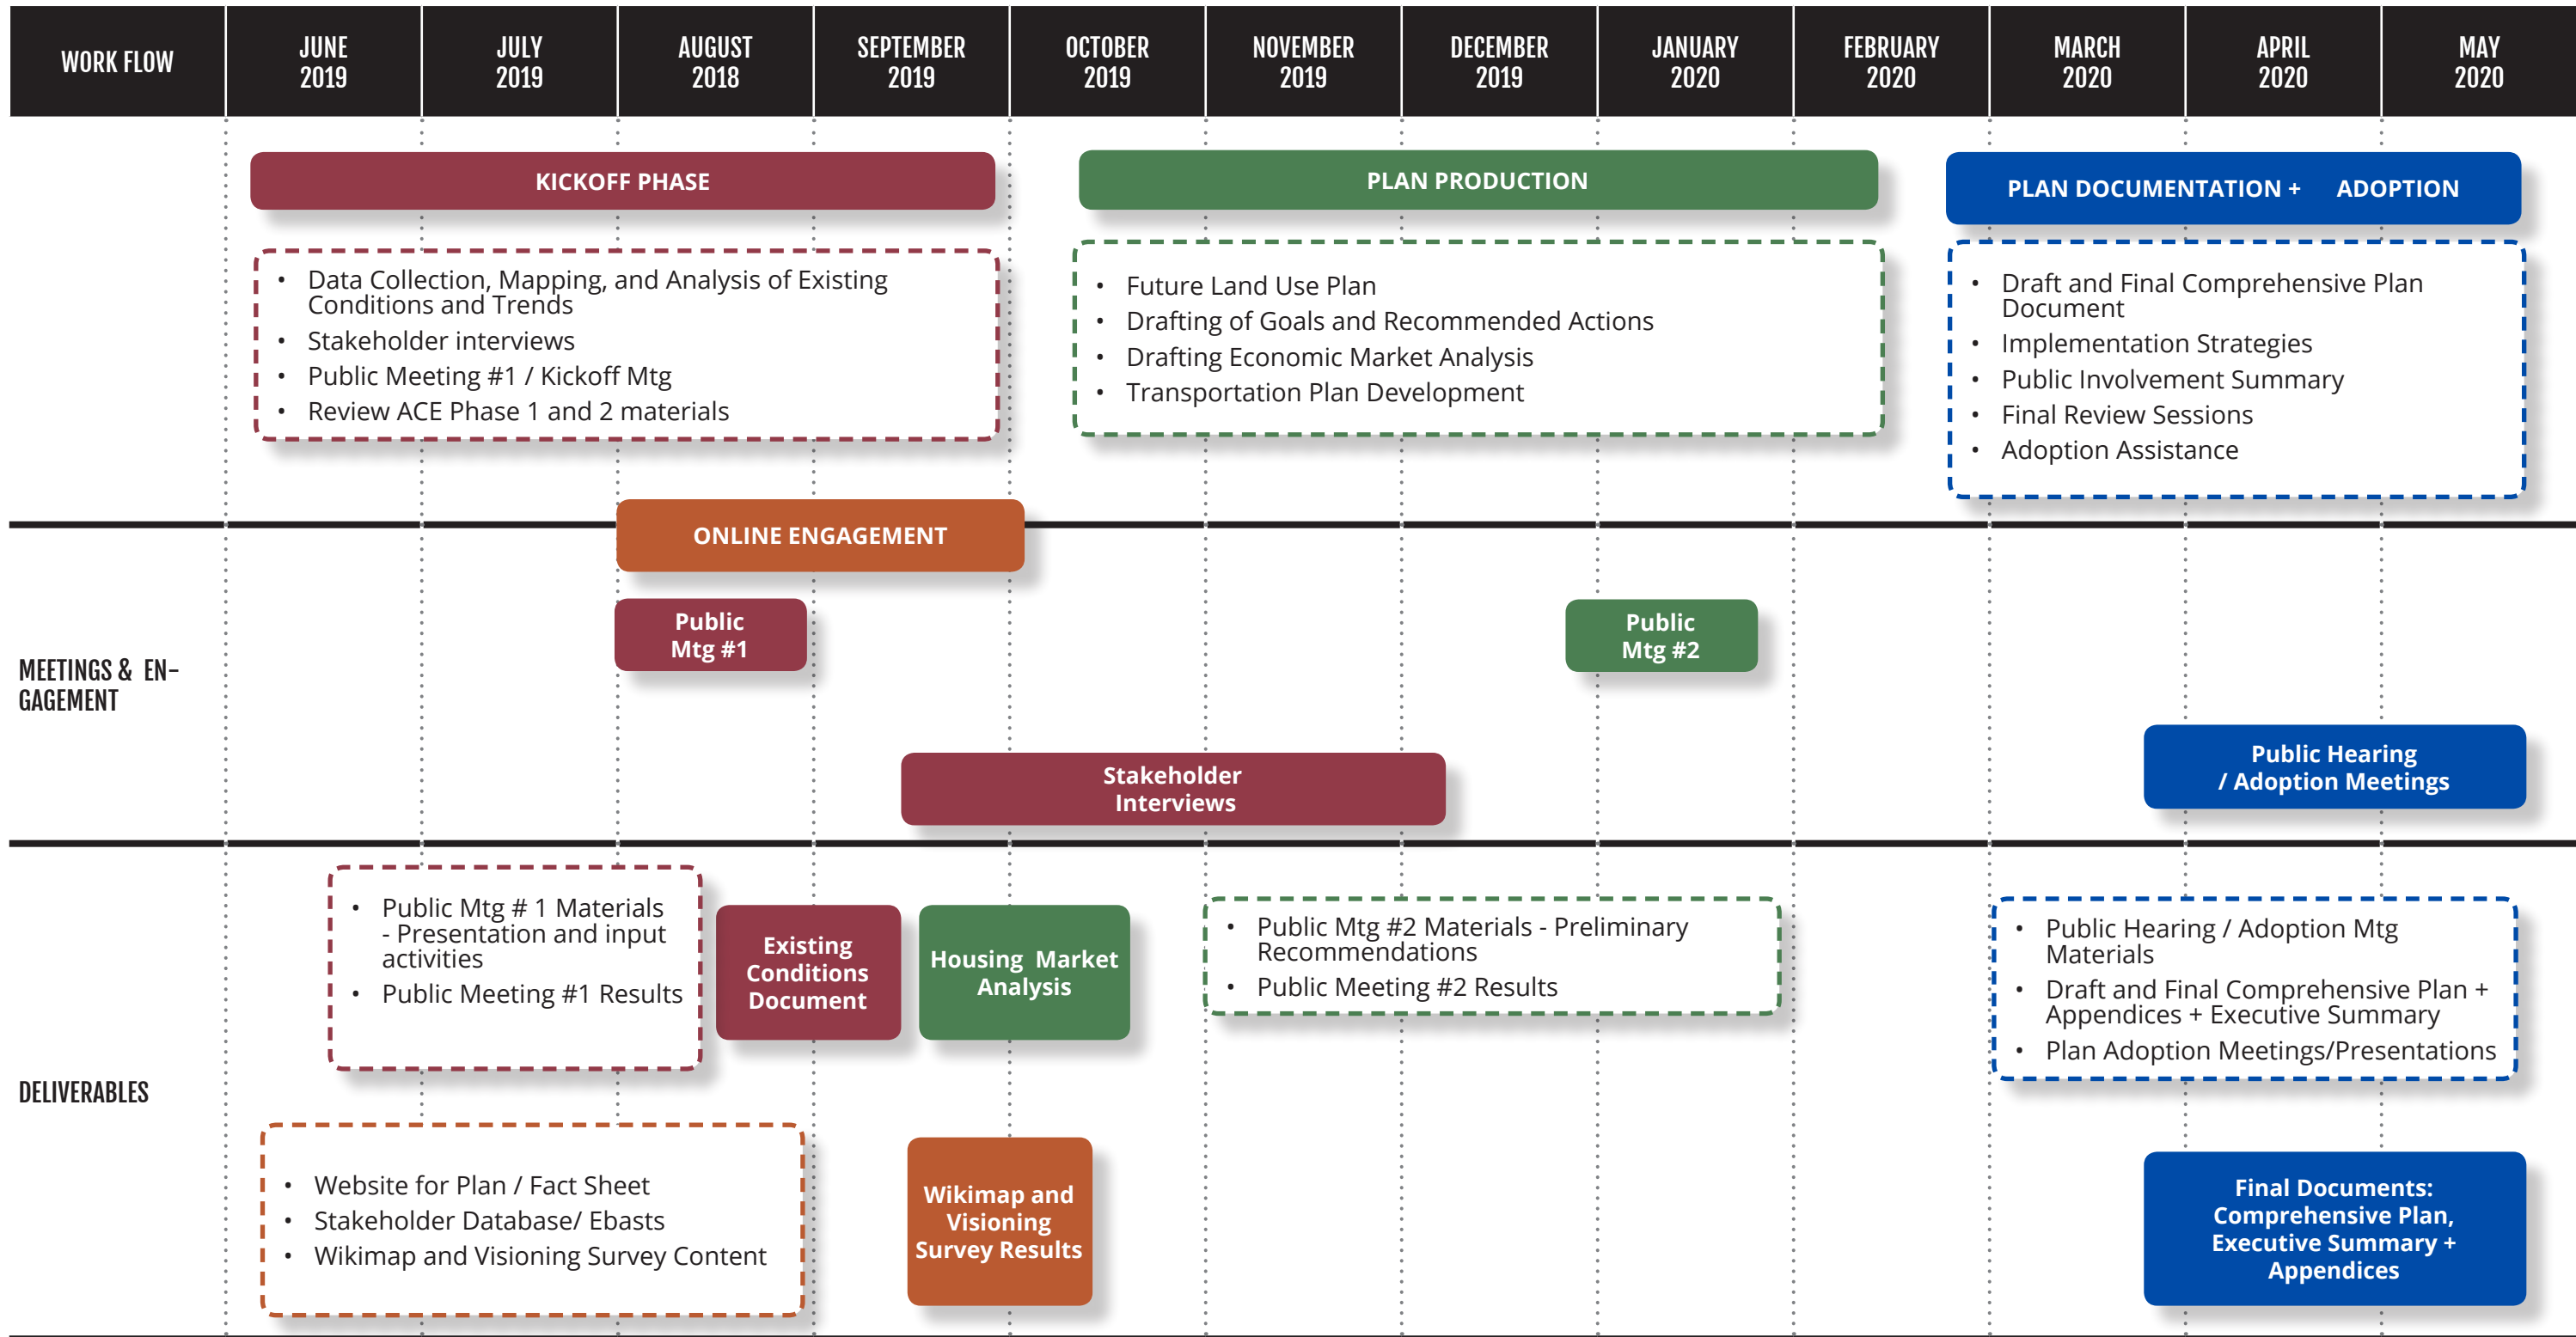 WORK FLOW
JUNE
2019
JULY
2019
AUGUST
2018
SEPTEMBER
2019
OCTOBER
2019
NOVEMBER
2019
DECEMBER
2019
JANUARY
2020
FEBRUARY
2020
MARCH
2020
APRIL
2020
MAY
2020
KICKOFF PHASE
PLAN PRODUCTION
PLAN DOCUMENTATION + ADOPTION
• Data Collection, Mapping, and Analysis of Existing
Conditions and Trends
• Stakeholder interviews
• Public Meeting #1 / Kickoff Mtg
• Review ACE Phase 1 and 2 materials
• Future Land Use Plan
• Drafting of Goals and Recommended Actions
• Drafting Economic Market Analysis
• Transportation Plan Development
• Draft and Final Comprehensive Plan
Document
• Implementation Strategies
• Public Involvement Summary
• Final Review Sessions
• Adoption Assistance
ONLINE ENGAGEMENT
MEETINGS & EN-
GAGEMENT
Public
Mtg #1
Public
Mtg #2
Stakeholder
Interviews
Public Hearing
/ Adoption Meetings
DELIVERABLES
• Public Mtg # 1 Materials
- Presentation and input
activities
• Public Meeting #1 Results
Existing
Conditions
Document
Housing Market
Analysis
• Public Mtg #2 Materials - Preliminary
Recommendations
• Public Meeting #2 Results
• Public Hearing / Adoption Mtg
Materials
• Draft and Final Comprehensive Plan +
Appendices + Executive Summary
• Plan Adoption Meetings/Presentations
• Website for Plan / Fact Sheet
• Stakeholder Database/ Ebasts
• Wikimap and Visioning Survey Content
Wikimap and
Visioning
Survey Results
Final Documents:
Comprehensive Plan,
Executive Summary +
Appendices